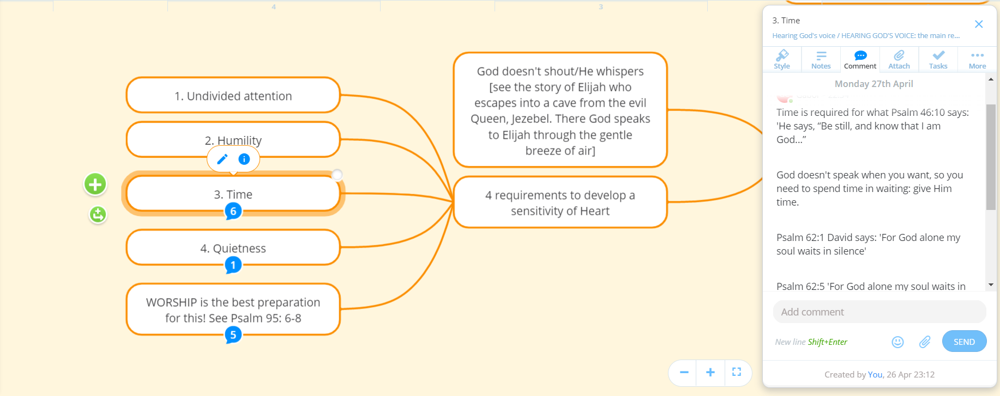 4
3
1. Undivided attention
2. Humility
3. Time
6
4. Quietness
1
WORSHIP is the best preparation
for this! See Psalm 95: 6-8
5
God doesn't shout/He whispers
[see the story of Elijah who
escapes into a cave from the evil
Queen, Jezebel. There God speaks
to Elijah through the gentle
breeze of air]
4 requirements to develop a
sensitivity of Heart
3. Time
Hearing God's voice / HEARING GOD'S VOICE: the main re...
Style
Notes
Comment
Attach
Tasks
More
Monday 27th April
Time is required for what Psalm 46:10 says:
'He says, “Be still, and know that I am
God...”
God doesn't speak when you want, so you
need to spend time in waiting: give Him
time.
Psalm 62:1 David says: 'For God alone my
soul waits in silence'
Psalm 62:5 'For God alone my soul waits in
Add comment
New line Shift+Enter
SEND
Created by You, 26 Apr 23:12